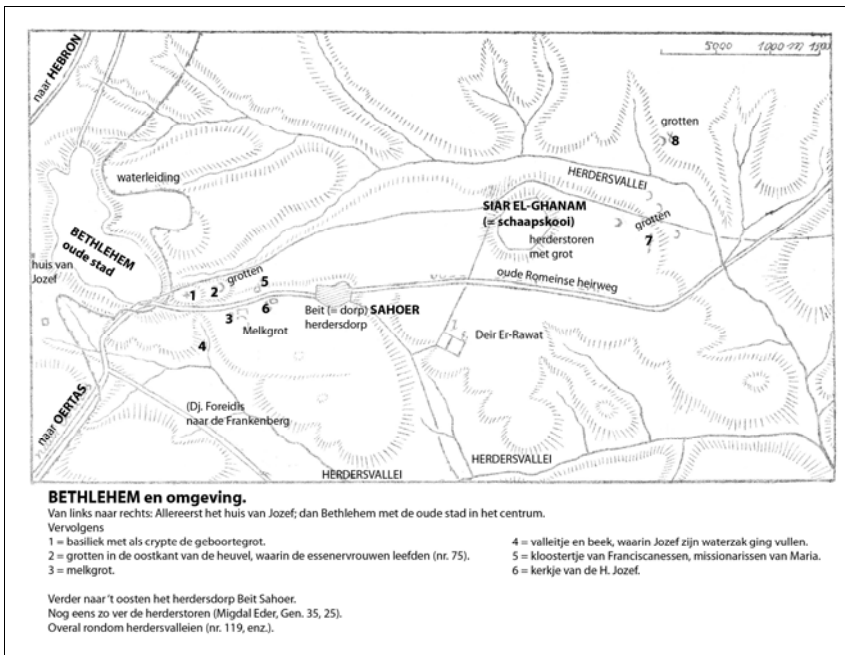 naar HEBRON
5000 1000 m 1500
grotten
8
waterleiding
HERDERSVALLEI
SIAR EL-GHANAM
(= schaapskooi)
grotten
7
herderstoren
met grot
BETHLEHEM
oude stad
huis van
Jozef
grotten
1 2 5
oude Romeinse heirweg
3 6
Beit (= dorp) SAHOER
herdersdorp
Melkgrot
4
Deir Er-Rawat
naar OERTAS
(Dj. Foreidis
naar de Frankenberg
HERDERSVALLEI
HERDERSVALLEI
BETHLEHEM en omgeving.
Van links naar rechts: Allereerst het huis van Jozef; dan Bethlehem met de oude stad in het centrum.
Vervolgens
1 = basiliek met als crypte de geboortegrot.
2 = grotten in de oostkant van de heuvel, waarin de essenervrouwen leefden (nr. 75).
3 = melkgrot.
4 = valleitje en beek, waarin Jozef zijn waterzak ging vullen.
5 = kloostertje van Franciscanessen, missionarissen van Maria.
6 = kerkje van de H. Jozef.
Verder naar 't oosten het herdersdorp Beit Sahoer.
Nog eens zo ver de herderstoren (Migdal Eder, Gen. 35, 25).
Overal rondom herdersvalleien (nr. 119, enz.).